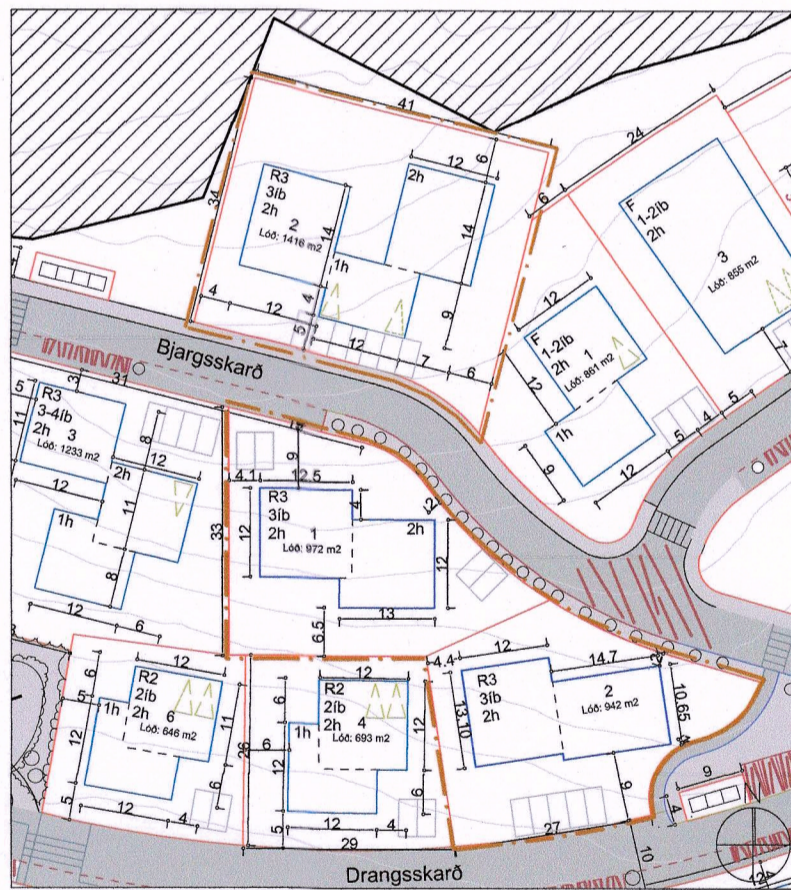 41
24
12
6
R3
3íb
2h
2
Lóð: 1416 m2
2h
34
14
14
6
F
1-2íb
2h
3
Lóð: 855 m2
1h
4
12
4
5
9
12
7
6
12
F
1-2íb
2h
1
Lóð: 861 m2
12
1h
9
12
5
4
5
Bjargsskarð
31
5
3
11
R3
3-4íb
2h
3
Lóð: 1233 m2
8
2h
12
11
12
1h
8
12
6
33
9
4.1
12.5
R3
3íb
2h
1
Lóð: 972 m2
4
2h
12
12
13
6.5
6
12
R2
2íb
2h
6
Lóð: 646 m2
5
1h
11
12
6
5
12
4
26
12
R2
2íb
2h
4
Lóð: 693 m2
1h
6
12
12
5
12
4
29
4.4
12
14.7
R3
3íb
2h
2
Lóð: 942 m2
13.10
10.65
4
9
27
9
4
10
12
4
Drangsskarð